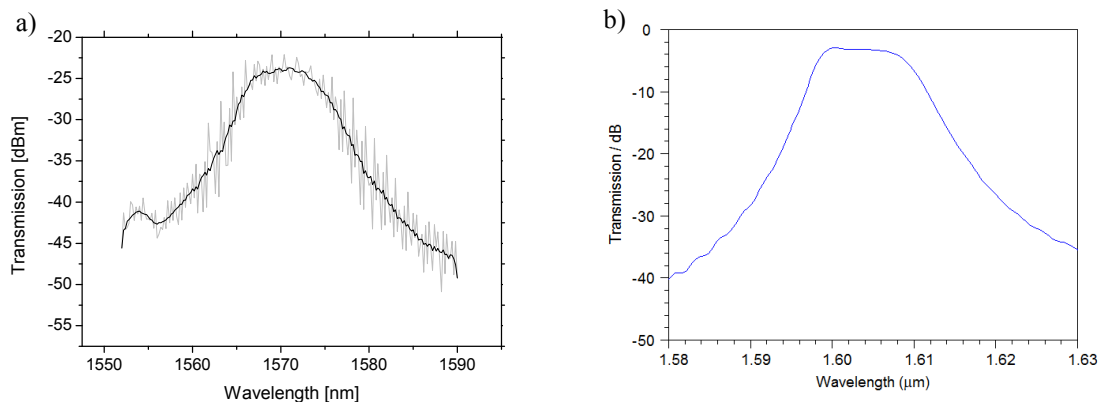 a)
Transmission [dBm]
-20
-25
-30
-35
-40
-45
-50
-55
1550 1560 1570 1580 1590
Wavelength [nm]
b)
Transmission / dB
0
-10
-20
-30
-40
-50
1.58 1.59 1.60 1.61 1.62 1.63
Wavelength (μm)